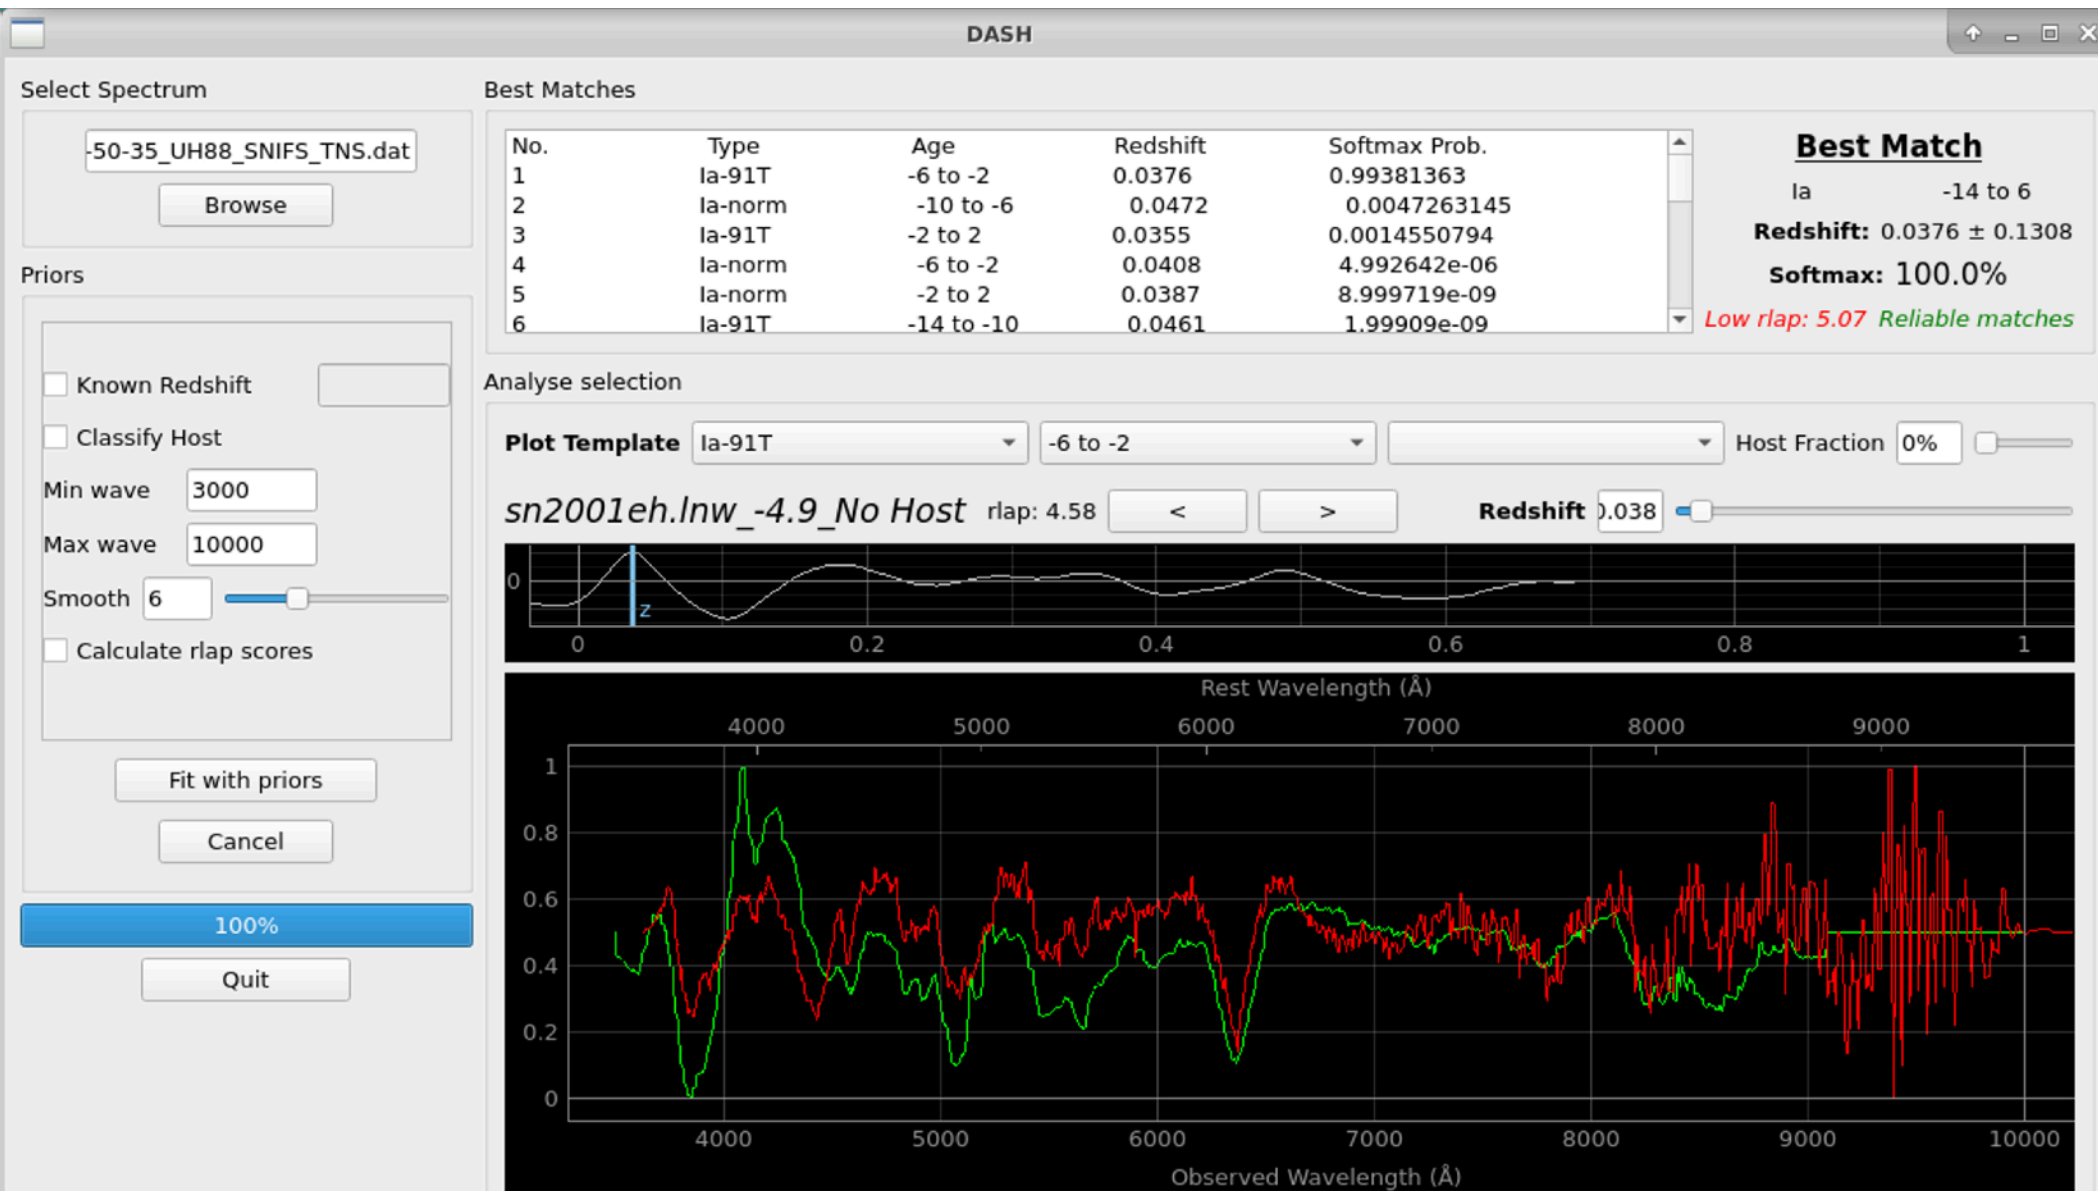 DASH
Select Spectrum
-50-35_UH88_SNIFS_TNS.dat
Browse
Priors
Known Redshift
Classify Host
Min wave 3000
Max wave 10000
Smooth 6
Calculate rlap scores
Fit with priors
Cancel
100%
Quit
Best Matches
No. Type Age Redshift Softmax Prob.
1 Ia-91T -6 to -2 0.0376 0.99381363
2 Ia-norm -10 to -6 0.0472 0.0047263145
3 Ia-91T -2 to 2 0.0355 0.0014550794
4 Ia-norm -6 to -2 0.0408 4.992642e-06
5 Ia-norm -2 to 2 0.0387 8.999719e-09
6 Ia-91T -14 to -10 0.0461 1.99909e-09
Best Match
Ia -14 to 6
Redshift: 0.0376 ± 0.1308
Softmax: 100.0%
Low rlap: 5.07 Reliable matches
Analyse selection
Plot Template Ia-91T -6 to -2 Host Fraction 0%
sn2001eh.lnw_-4.9_No Host rlap: 4.58 < > Redshift 0.038
0
z
0 0.2 0.4 0.6 0.8 1
Rest Wavelength (Å)
4000 5000 6000 7000 8000 9000
1
0.8
0.6
0.4
0.2
0
4000 5000 6000 7000 8000 9000 10000
Observed Wavelength (Å)